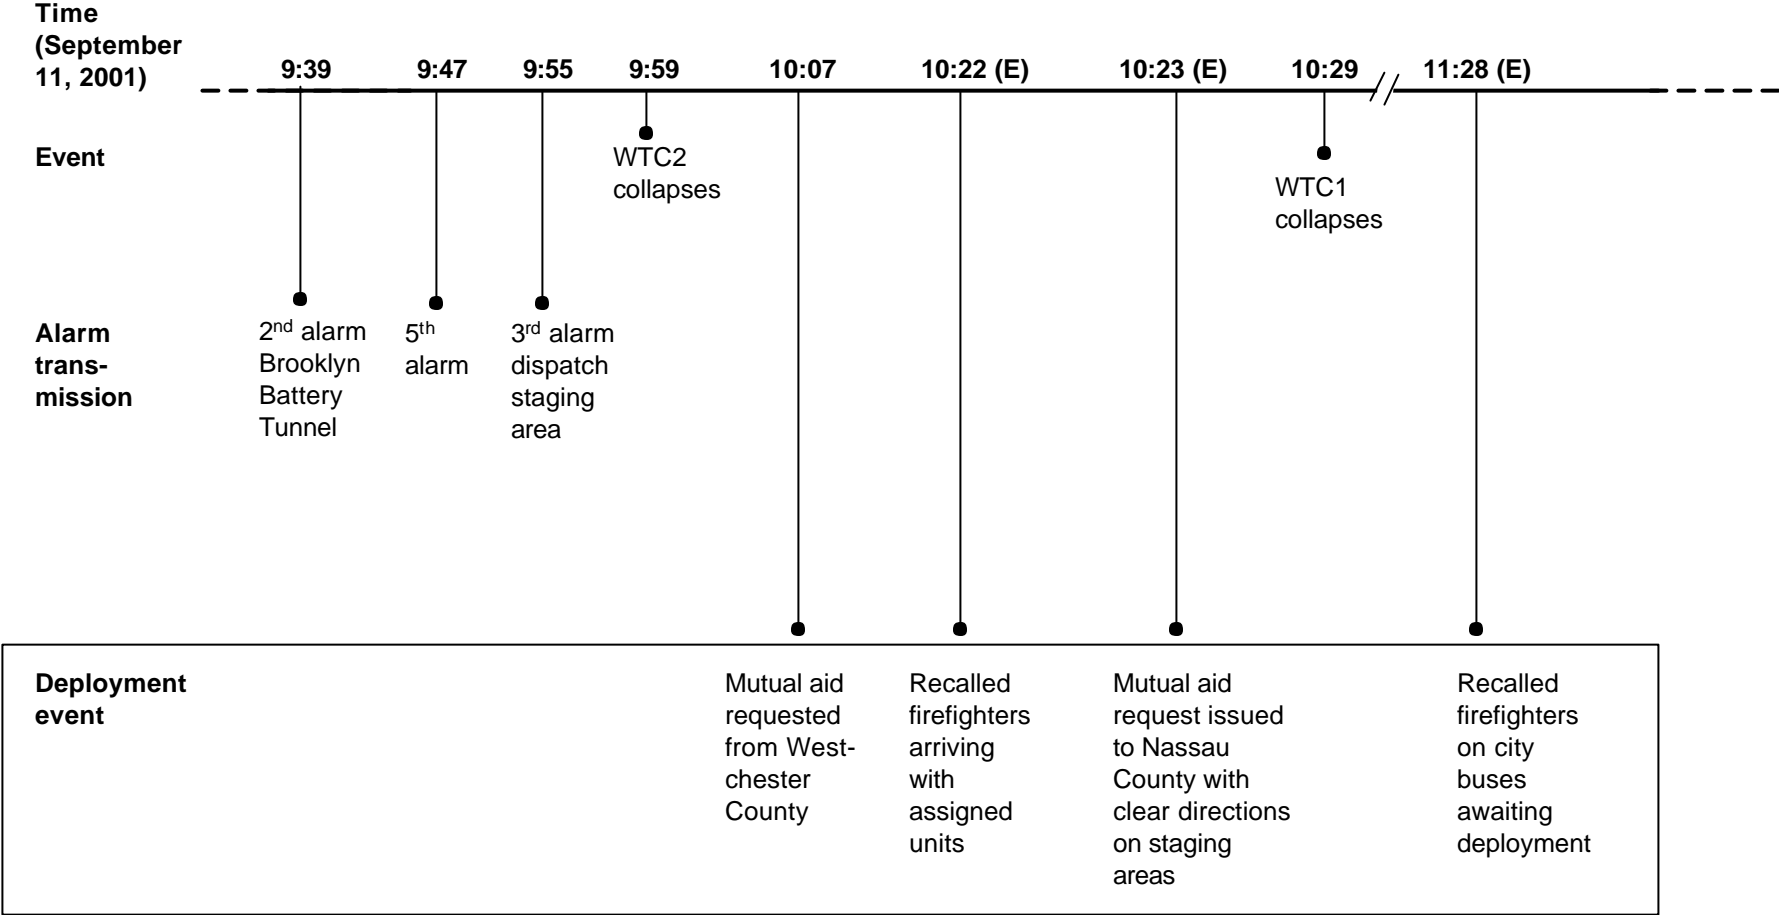 Time
(September
11, 2001)
9:39 9:47 9:55 9:59 10:07 10:22 (E) 10:23 (E) 10:29 11:28 (E)
Event
WTC2
collapses
WTC1
collapses
Alarm
trans-
mission
2nd alarm
Brooklyn
Battery
Tunnel
5th
alarm
3rd alarm
dispatch
staging
area
Deployment
event
Mutual aid
requested
from West-
chester
County
Recalled
firefighters
arriving
with
assigned
units
Mutual aid
request issued
to Nassau
County with
clear directions
on staging
areas
Recalled
firefighters
on city
buses
awaiting
deployment